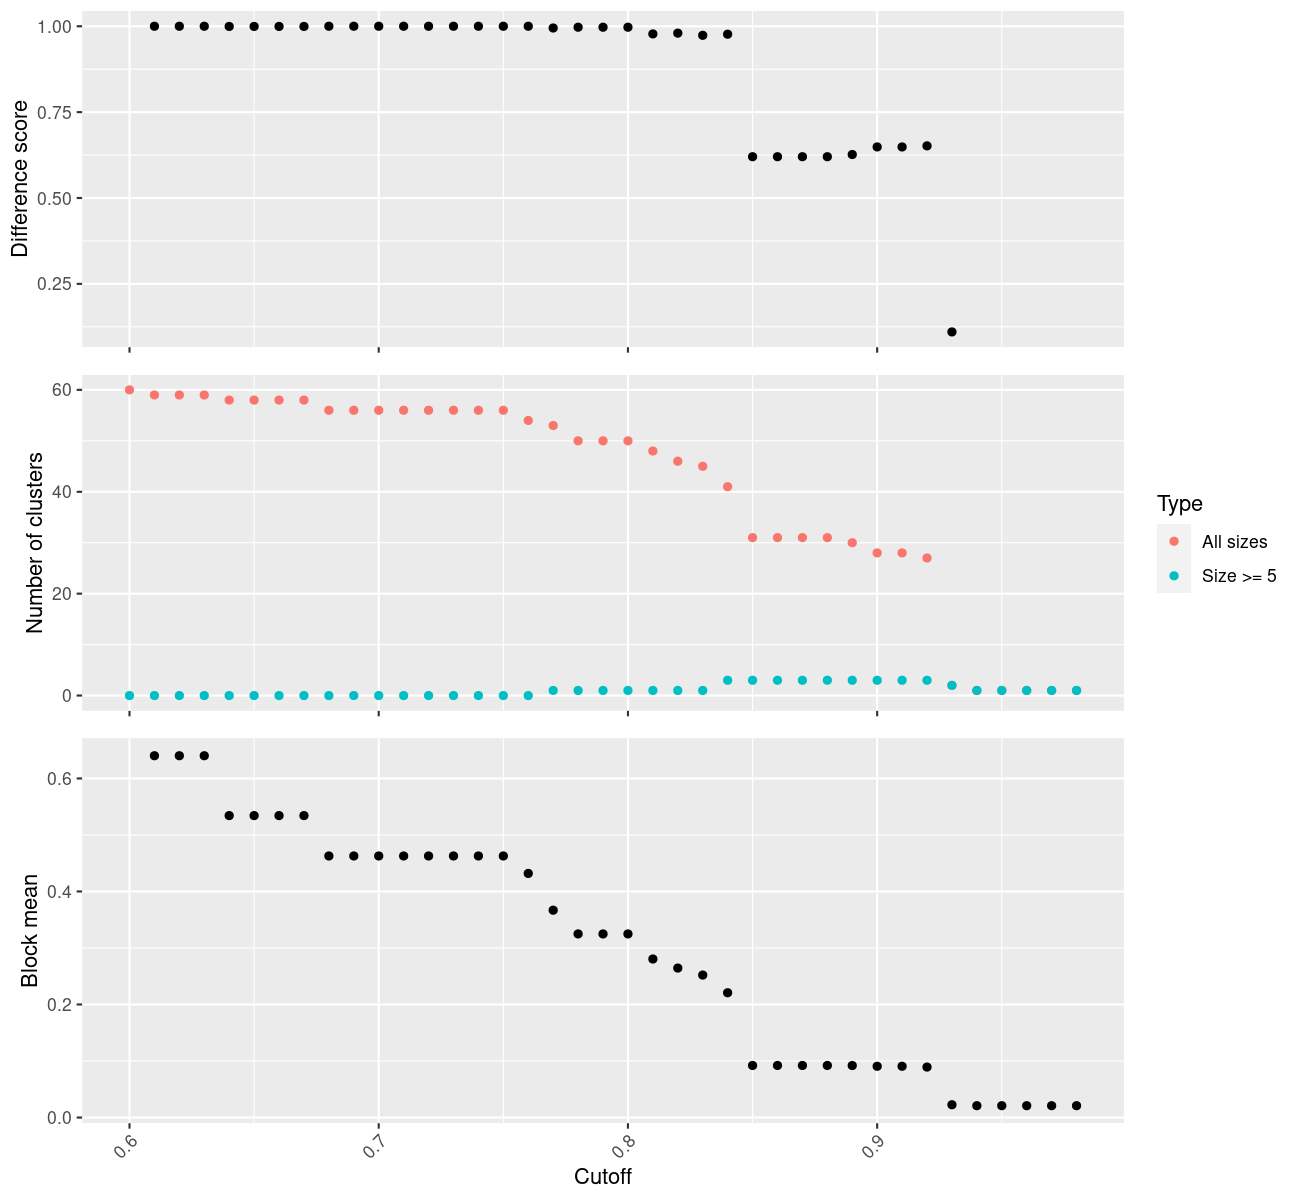 Difference score
1.00
0.75
0.50
0.25
Number of clusters
60
40
20
0
Type
All sizes
Size >= 5
Block mean
0.6
0.4
0.2
0.0
0.6 0.7 0.8 0.9
Cutoff